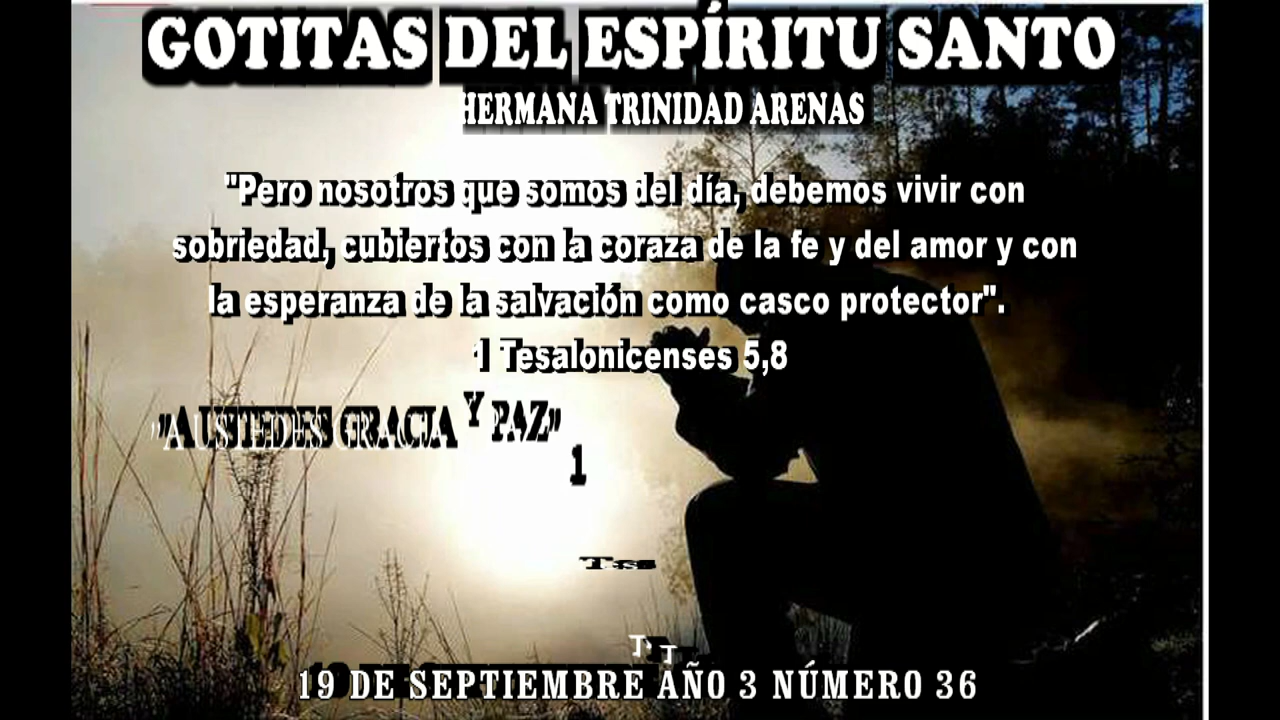 GOTITAS DEL ESPÍRITU SANTO
HERMANA TRINIDAD ARENAS
"Pero nosotros que somos del día, debemos vivir con
sobriedad, cubiertos con la coraza de la fe y del amor y con
la esperanza de la salvación como casco protector".
1 Tesalonicenses 5,8
"A USTEDES GRACIA Y PAZ"
1
Tes
19 DE SEPTIEMBRE AÑO 3 NÚMERO 36